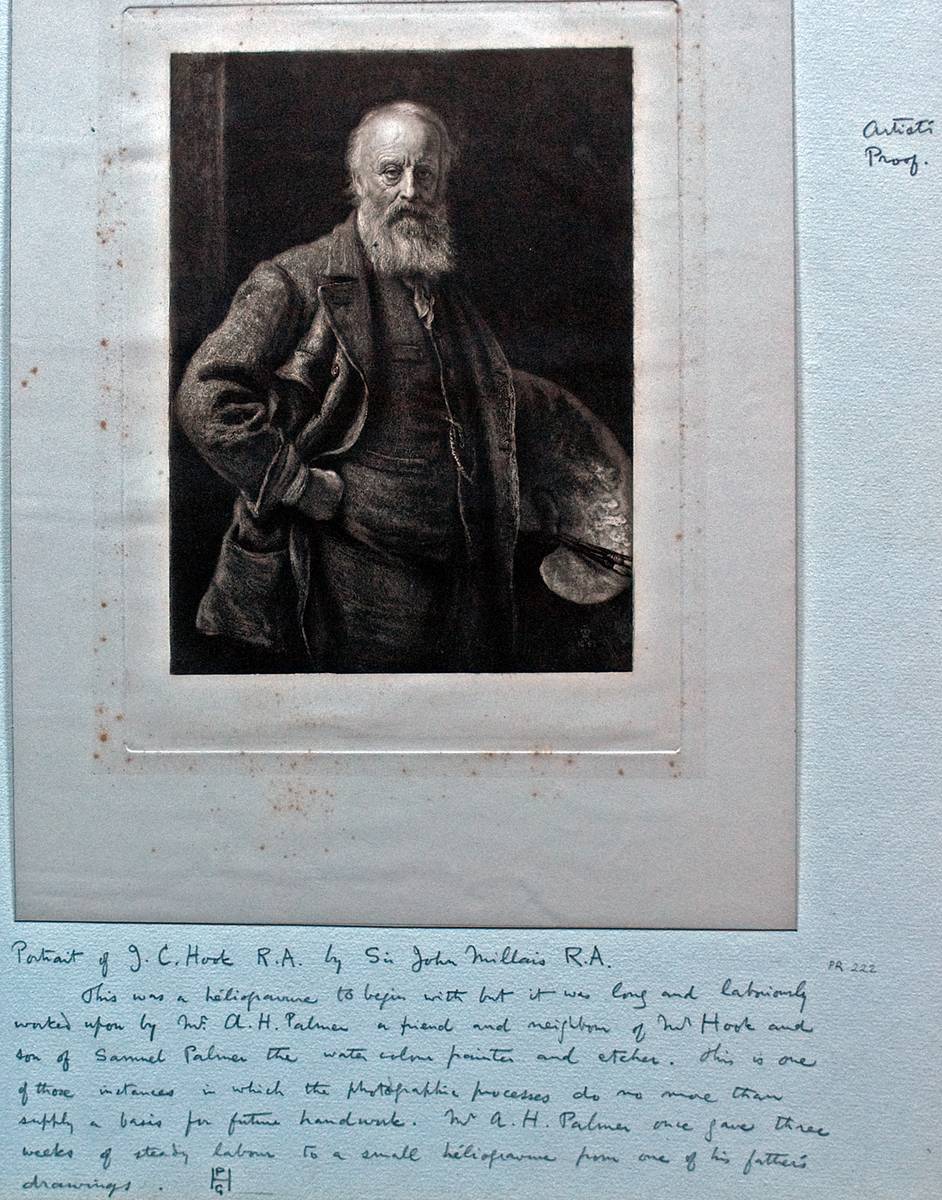 Artist's
Proof.
Portrait of J. C. Hook R.A. by Sir John Millais R.A.
PR 222
This was a héliogravure to begin with but it was long and laboriously
worked upon by Mr. A. H. Palmer a friend and neighbour of Mr Hook and
son of Samuel Palmer the water colour painter and etcher. This is one
of those instances in which the photographic processes do no more than
supply a basis for future handwork. Mr A. H. Palmer once gave three
weeks of steady labour to a small héliogravure from one of his father's
drawings.